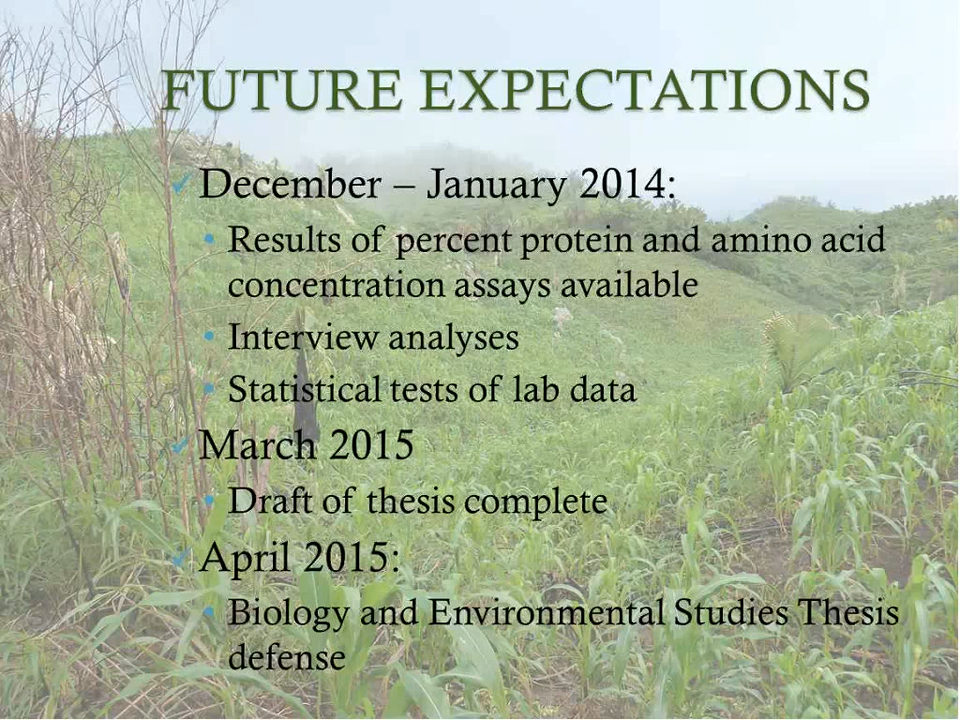 FUTURE EXPECTATIONS
December – January 2014:
Results of percent protein and amino acid
concentration assays available
Interview analyses
Statistical tests of lab data
March 2015
Draft of thesis complete
April 2015:
Biology and Environmental Studies Thesis
defense